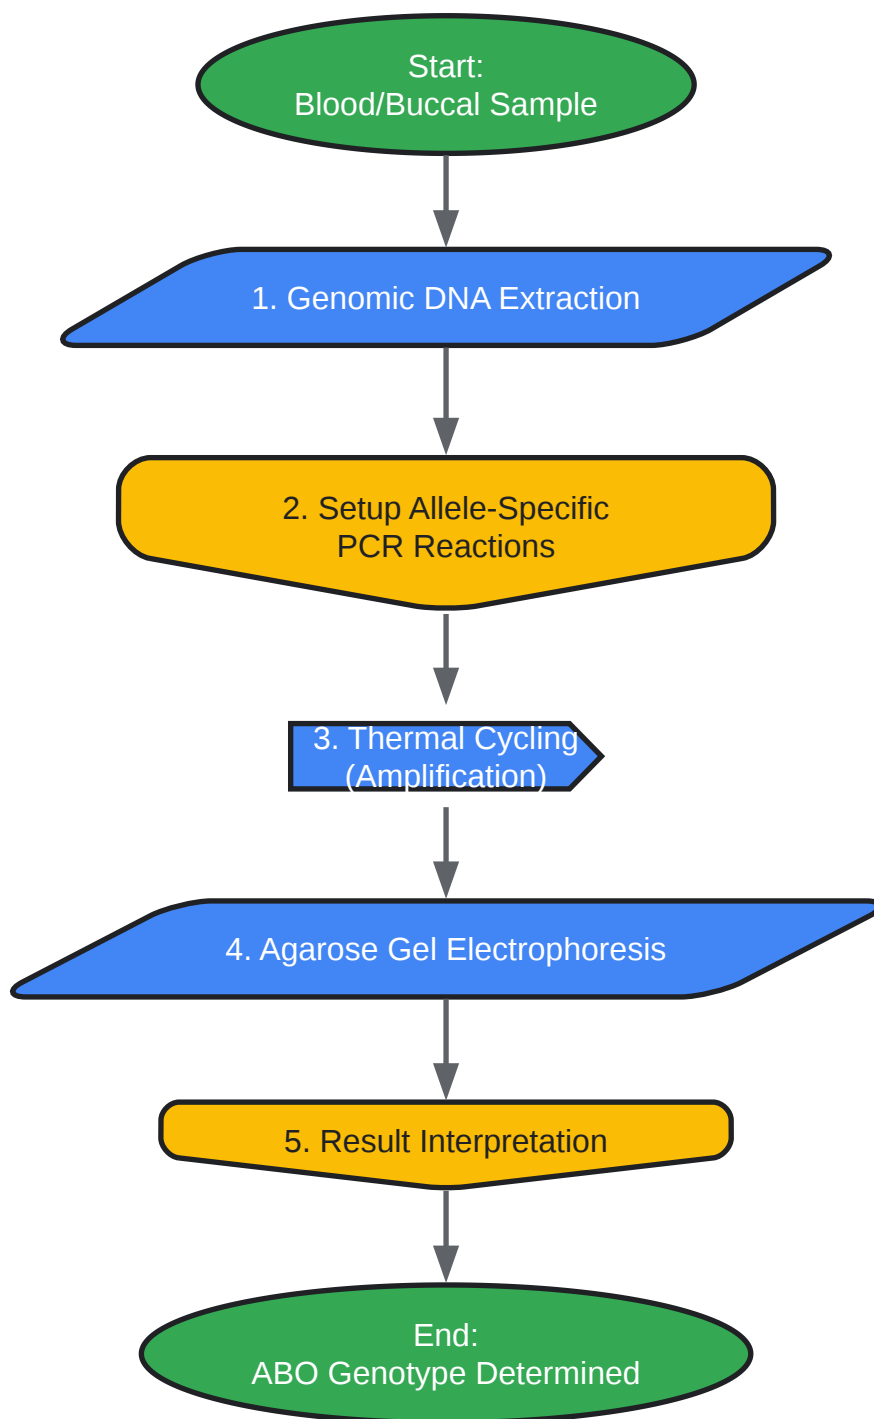 Start:
Blood/Buccal Sample
1. Genomic DNA Extraction
2. Setup Allele-Specific
PCR Reactions
3. Thermal Cycling
(Amplification)
4. Agarose Gel Electrophoresis
5. Result Interpretation
End:
ABO Genotype Determined